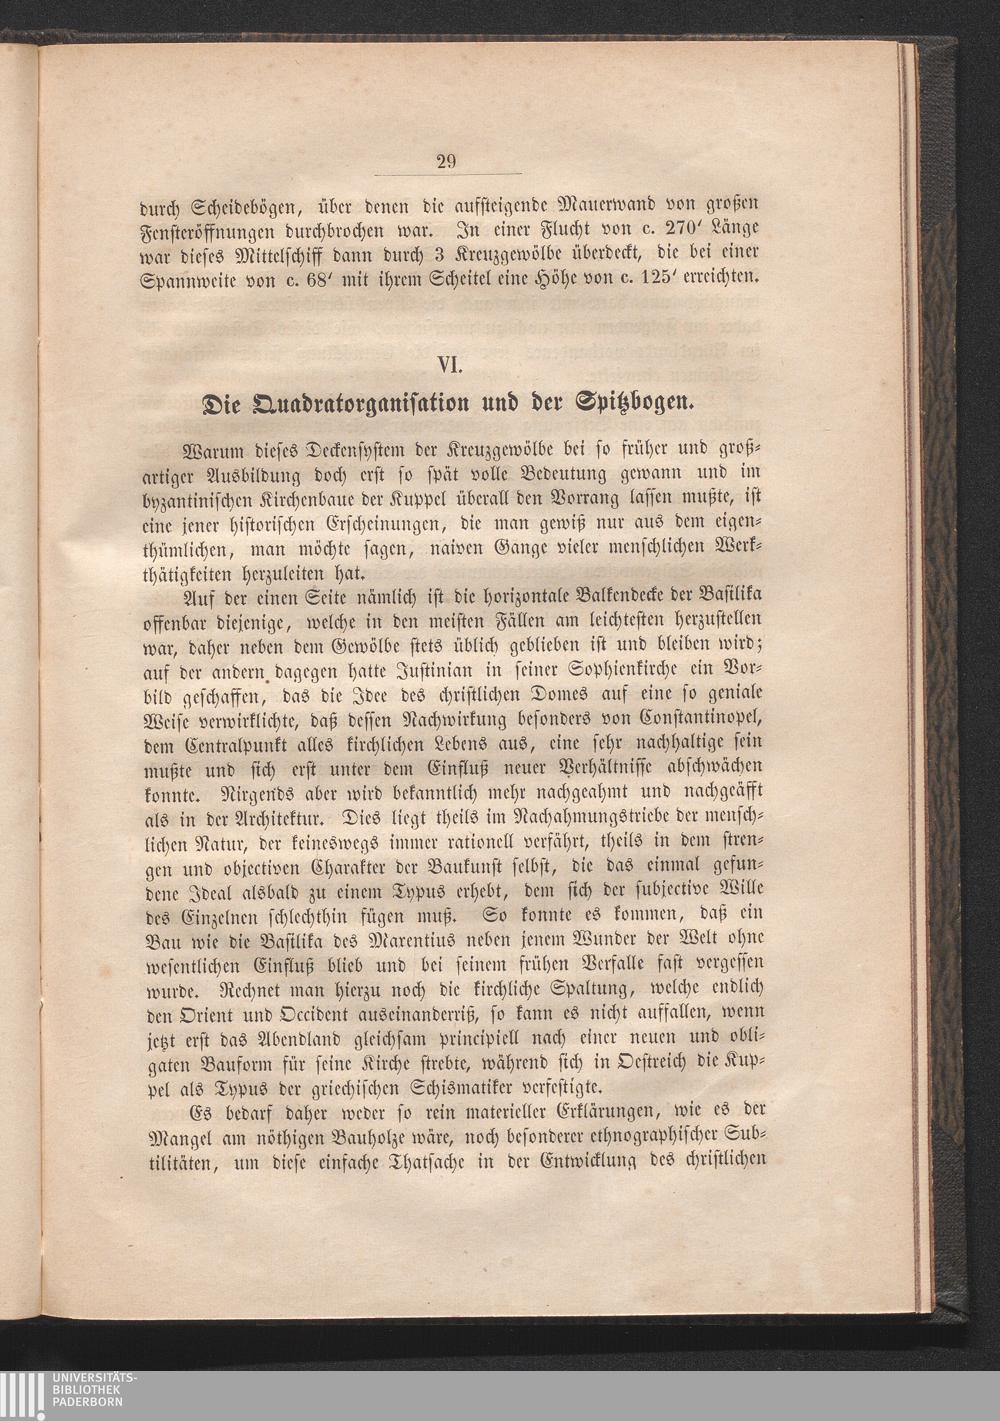 29
durch Scheidebögen, über denen die aufsteigende Mauerwand von großen
Fensteröffnungen durchbrochen war. In einer Flucht von c. 270′ Länge
war dieses Mittelschiff dann durch 3 Kreuzgewölbe überdeckt, die bei einer
Spannweite von c. 68′ mit ihrem Scheitel eine Höhe von c. 125′ erreichten.
VI.
Die Quadratorganisation und der Spitzbogen.
Warum dieses Deckensystem der Kreuzgewölbe bei so früher und groß-
artiger Ausbildung doch erst so spät volle Bedeutung gewann und im
byzantinischen Kirchenbaue der Kuppel überall den Vorrang lassen mußte, ist
eine jener historischen Erscheinungen, die man gewiß nur aus dem eigen-
thümlichen, man möchte sagen, naiven Gange vieler menschlichen Werk-
thätigkeiten herzuleiten hat.
Auf der einen Seite nämlich ist die horizontale Balkendecke der Basilika
offenbar diejenige, welche in den meisten Fällen am leichtesten herzustellen
war, daher neben dem Gewölbe stets üblich geblieben ist und bleiben wird;
auf der andern dagegen hatte Justinian in seiner Sophienkirche ein Vor-
bild geschaffen, das die Idee des christlichen Domes auf eine so geniale
Weise verwirklichte, daß dessen Nachwirkung besonders von Constantinopel,
dem Centralpunkt alles kirchlichen Lebens aus, eine sehr nachhaltige sein
mußte und sich erst unter dem Einfluß neuer Verhältnisse abschwächen
konnte. Nirgends aber wird bekanntlich mehr nachgeahmt und nachgeäfft
als in der Architektur. Dies liegt theils im Nachahmungstriebe der mensch-
lichen Natur, der keineswegs immer rationell verfährt, theils in dem stren-
gen und objectiven Charakter der Baukunst selbst, die das einmal gefun-
dene Ideal alsbald zu einem Typus erhebt, dem sich der subjective Wille
des Einzelnen schlechthin fügen muß. So konnte es kommen, daß ein
Bau wie die Basilika des Maxentius neben jenem Wunder der Welt ohne
wesentlichen Einfluß blieb und bei seinem frühen Verfalle fast vergessen
wurde. Rechnet man hierzu noch die kirchliche Spaltung, welche endlich
den Orient und Occident auseinanderriß, so kann es nicht auffallen, wenn
jetzt erst das Abendland gleichsam principiell nach einer neuen und obli-
gaten Bauform für seine Kirche strebte, während sich in Oestreich die Kup-
pel als Typus der griechischen Schismatiker verfestigte.
Es bedarf daher weder so rein materieller Erklärungen, wie es der
Mangel am nöthigen Bauholze wäre, noch besonderer ethnographischer Sub-
tilitäten, um diese einfache Thatsache in der Entwicklung des christlichen
UNIVERSITÄTS-
BIBLIOTHEK
PADERBORN